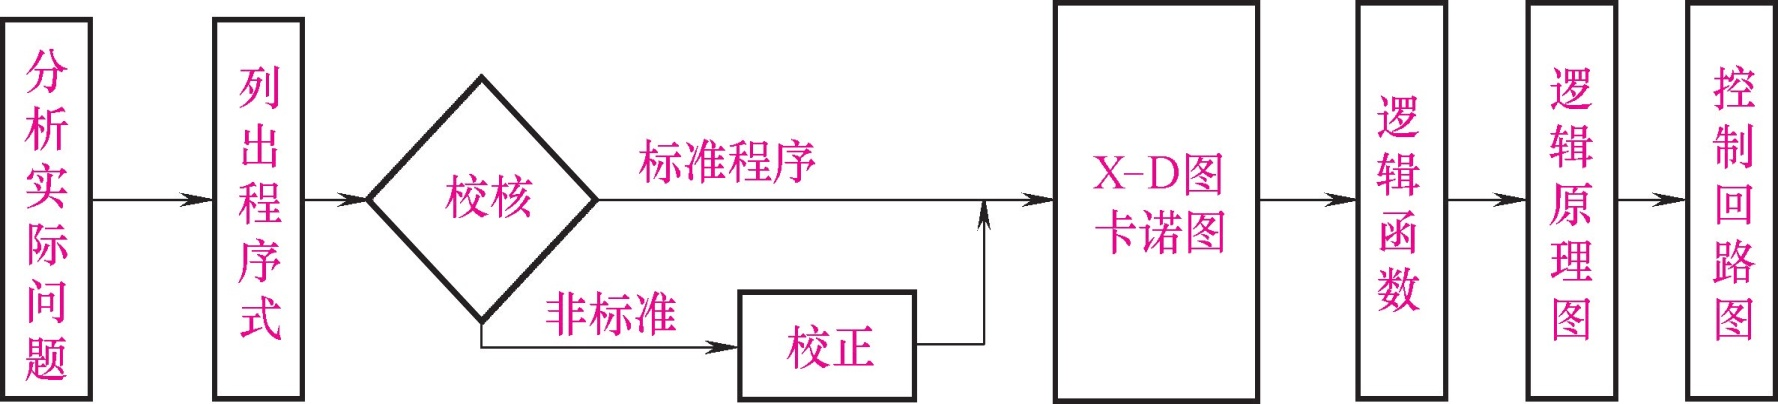 分析实际问题
列出程序式
校核
标准程序
非标准
校正
X-D图
卡诺图
逻辑函数
逻辑原理图
控制回路图